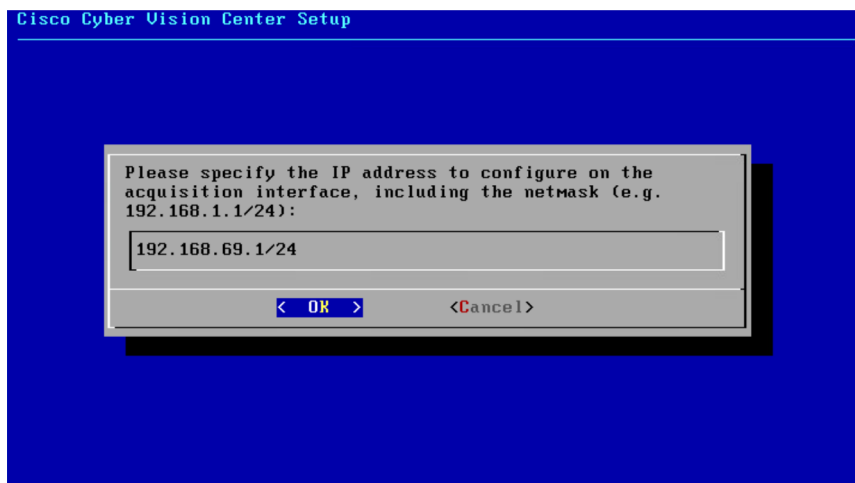 Cisco Cyber Vision Center Setup
Please specify the IP address to configure on the
acquisition interface, including the netmask (e.g.
192.168.1.1/24):
192.168.69.1/24
< OK > <Cancel>